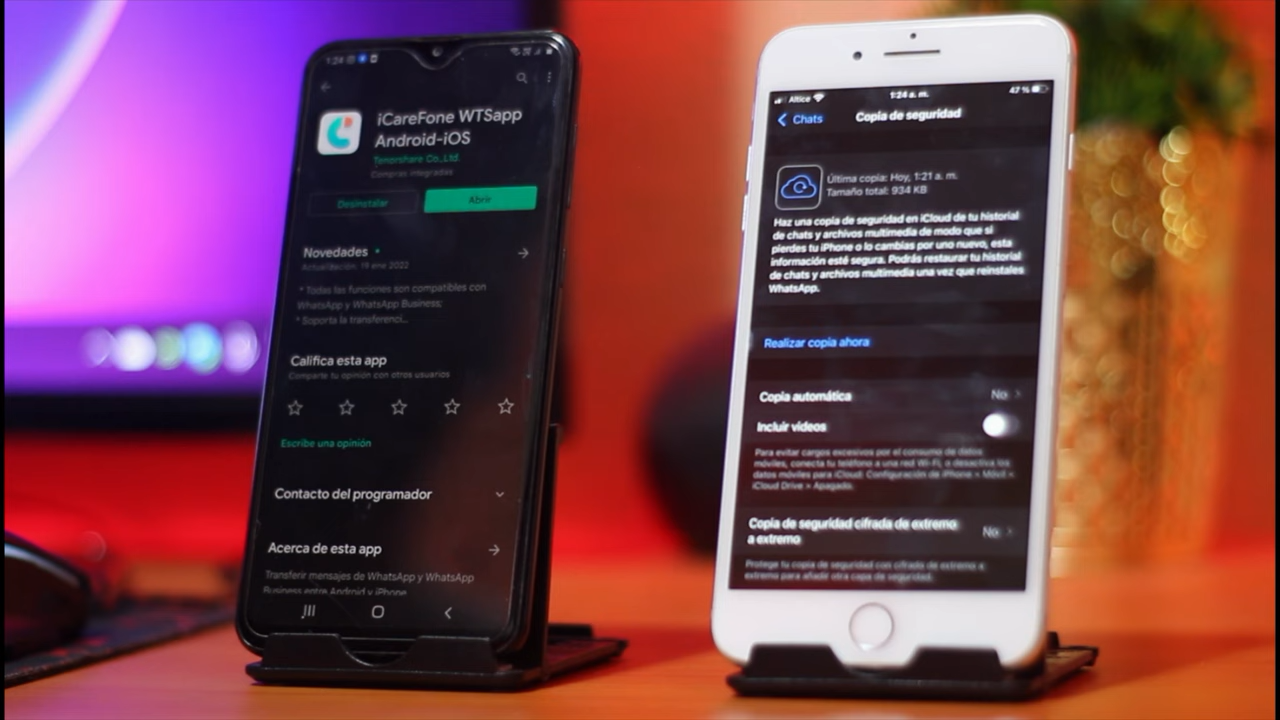 1:24
iCareFone WTSapp
Android-iOS
Tenorshare Co.,Ltd.
Compras integradas
Desinstalar
Abrir
Novedades •
Actualización: 19 ene 2022
* Todas las funciones son compatibles con
WhatsApp y WhatsApp Business;
* Soporta la transferenci...
Califica esta app
Comparte tu opinión con otros usuarios
Escribe una opinión
Contacto del programador
Acerca de esta app
Transferir mensajes de WhatsApp y WhatsApp
Business entre Android y iPhone
Altice
1:24 a. m.
47 %
Chats
Copia de seguridad
Última copia: Hoy, 1:21 a. m.
Tamaño total: 934 KB
Haz una copia de seguridad en iCloud de tu historial
de chats y archivos multimedia de modo que si
pierdes tu iPhone o lo cambias por uno nuevo, esta
información esté segura. Podrás restaurar tu historial
de chats y archivos multimedia una vez que reinstales
WhatsApp.
Realizar copia ahora
Copia automática
No
Incluir videos
Para evitar cargos excesivos por el consumo de datos
móviles, conecta tu teléfono a una red Wi-Fi, o desactiva los
datos móviles para iCloud: Configuración de iPhone > Móvil >
iCloud Drive > Apagado.
Copia de seguridad cifrada de extremo
a extremo
No
Protege tu copia de seguridad con cifrado de extremo a
extremo para añadir otra capa de seguridad.